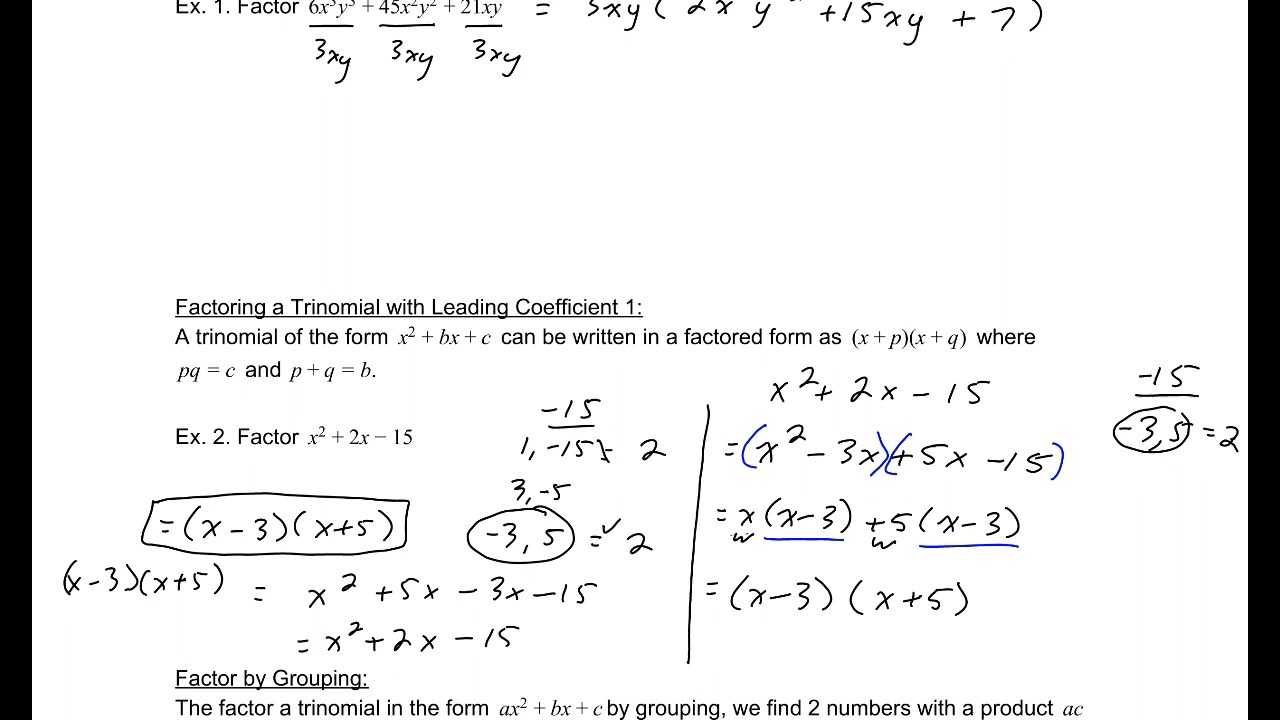 Ex. 1. Factor 6x³y³ + 45x²y² + 21xy = 3xy ( 2x y + 15xy + 7 )
3xy 3xy 3xy
Factoring a Trinomial with Leading Coefficient 1:
A trinomial of the form x² + bx + c can be written in a factored form as (x + p)(x + q) where
pq = c and p + q = b.
Ex. 2. Factor x² + 2x − 15
= (x − 3)(x + 5)
(x − 3)(x + 5) = x² + 5x − 3x − 15
= x² + 2x − 15
−15
1, −15 ≠ 2
3, −5
−3, 5 = 2 ✓
x² + 2x − 15
= (x² − 3x)(+5x − 15)
= x(x − 3) + 5(x − 3)
= (x − 3)(x + 5)
−15
−3, 5 = 2
Factor by Grouping:
The factor a trinomial in the form ax² + bx + c by grouping, we find 2 numbers with a product ac